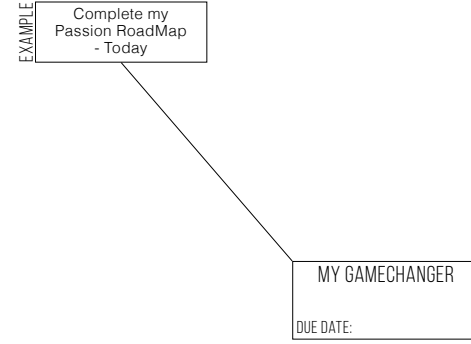 EXAMPLE
Complete my
Passion RoadMap
- Today
MY GAMECHANGER
DUE DATE: